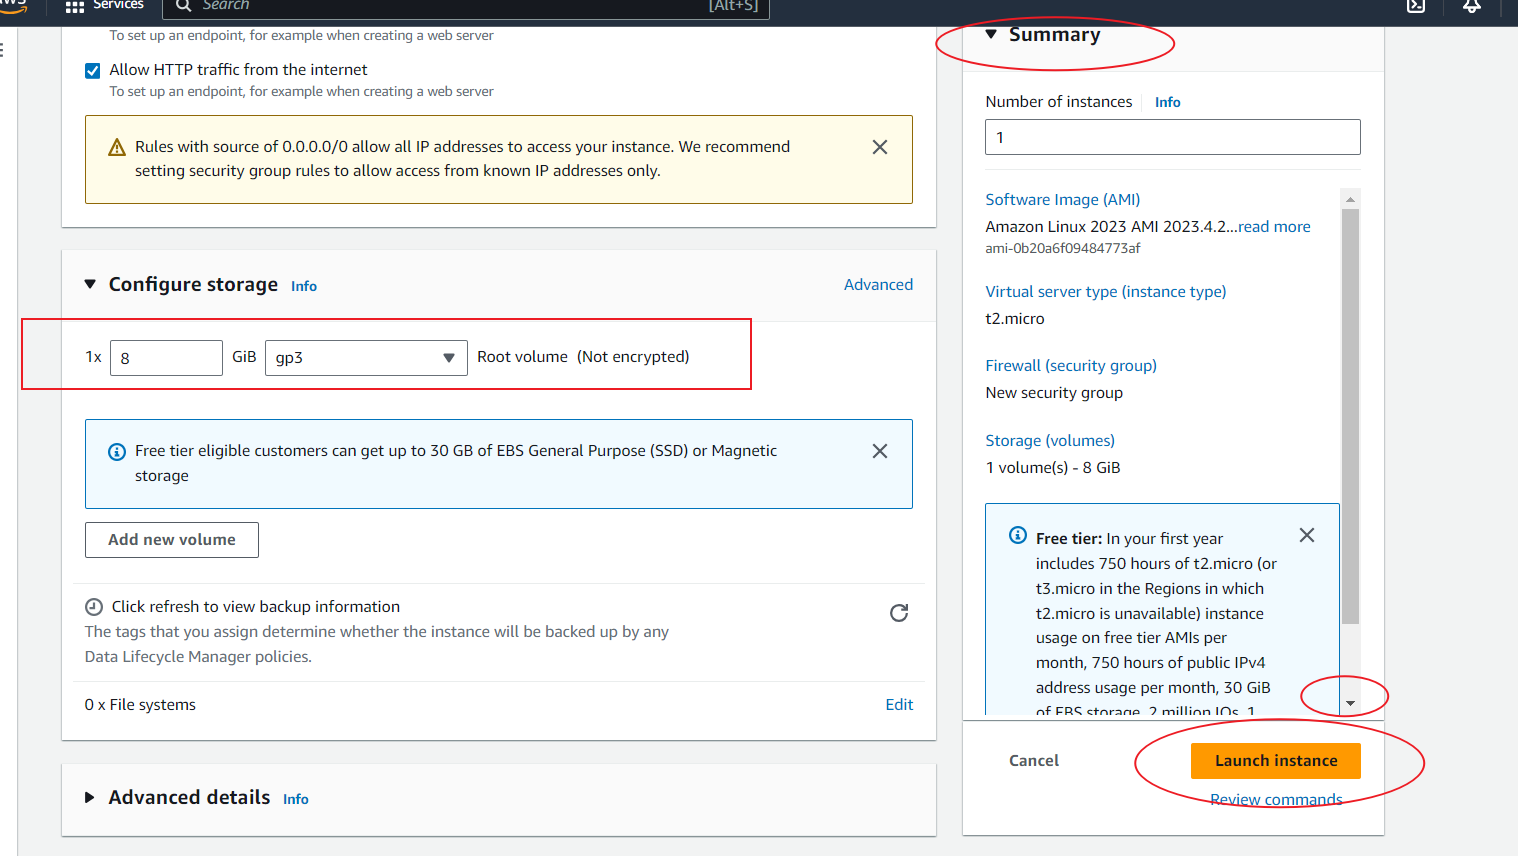 aws
Services
Search
[Alt+S]
To set up an endpoint, for example when creating a web server
Allow HTTP traffic from the internet
To set up an endpoint, for example when creating a web server
Rules with source of 0.0.0.0/0 allow all IP addresses to access your instance. We recommend
setting security group rules to allow access from known IP addresses only.
Configure storage Info
Advanced
1x 8 GiB gp3 Root volume (Not encrypted)
Free tier eligible customers can get up to 30 GB of EBS General Purpose (SSD) or Magnetic
storage
Add new volume
Click refresh to view backup information
The tags that you assign determine whether the instance will be backed up by any
Data Lifecycle Manager policies.
0 x File systems
Edit
Advanced details Info
Summary
Number of instances Info
1
Software Image (AMI)
Amazon Linux 2023 AMI 2023.4.2...read more
ami-0b20a6f09484773af
Virtual server type (instance type)
t2.micro
Firewall (security group)
New security group
Storage (volumes)
1 volume(s) - 8 GiB
Free tier: In your first year
includes 750 hours of t2.micro (or
t3.micro in the Regions in which
t2.micro is unavailable) instance
usage on free tier AMIs per
month, 750 hours of public IPv4
address usage per month, 30 GiB
of EBS storage, 2 million IOs, 1
Cancel
Launch instance
Review commands